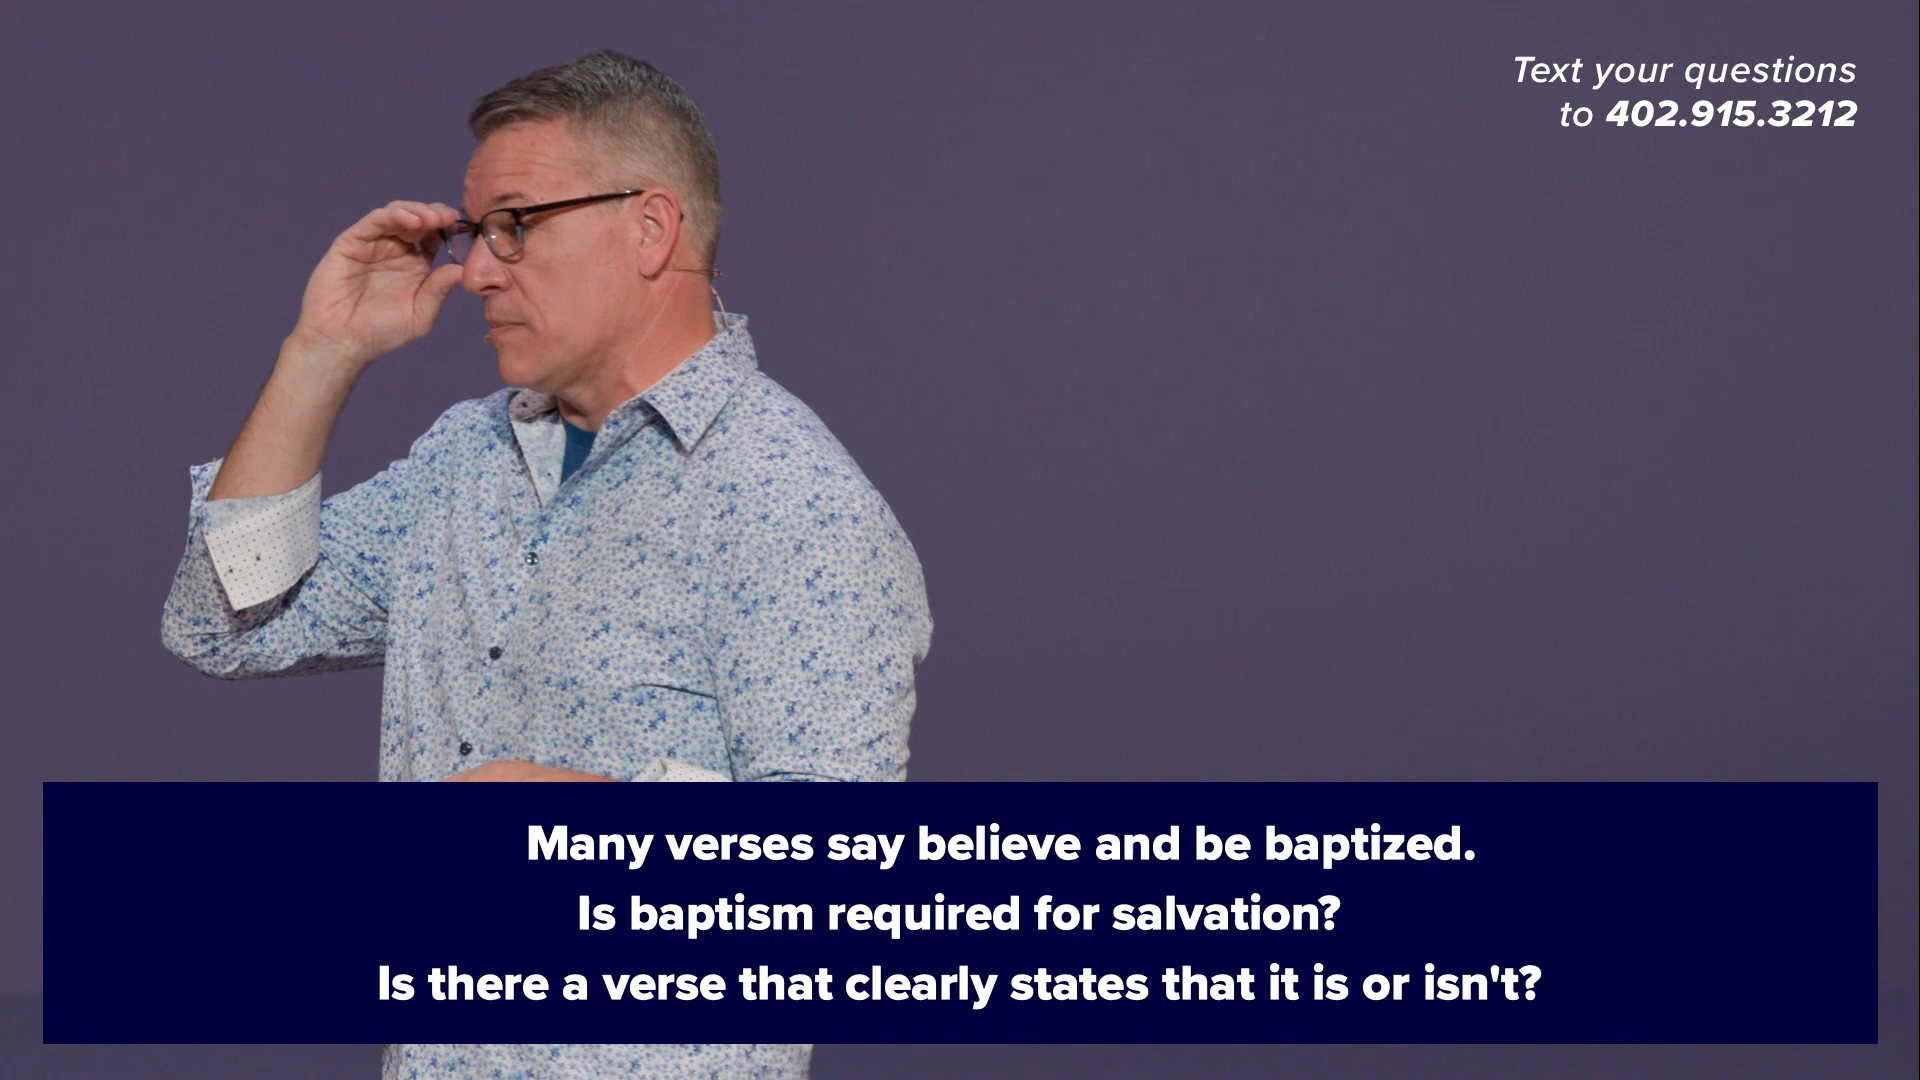 Text your questions
to 402.915.3212
Many verses say believe and be baptized.
Is baptism required for salvation?
Is there a verse that clearly states that it is or isn't?